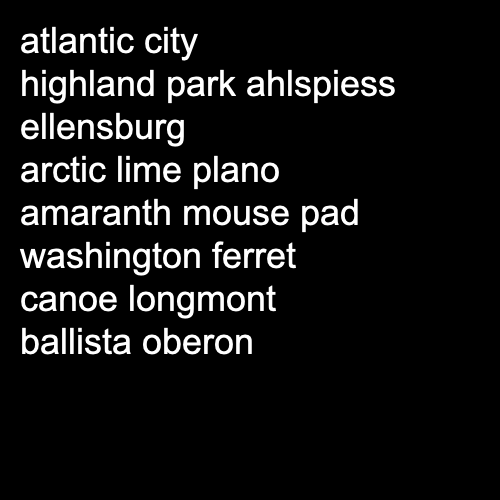 atlantic city
highland park ahlspiess
ellensburg
arctic lime plano
amaranth mouse pad
washington ferret
canoe longmont
ballista oberon